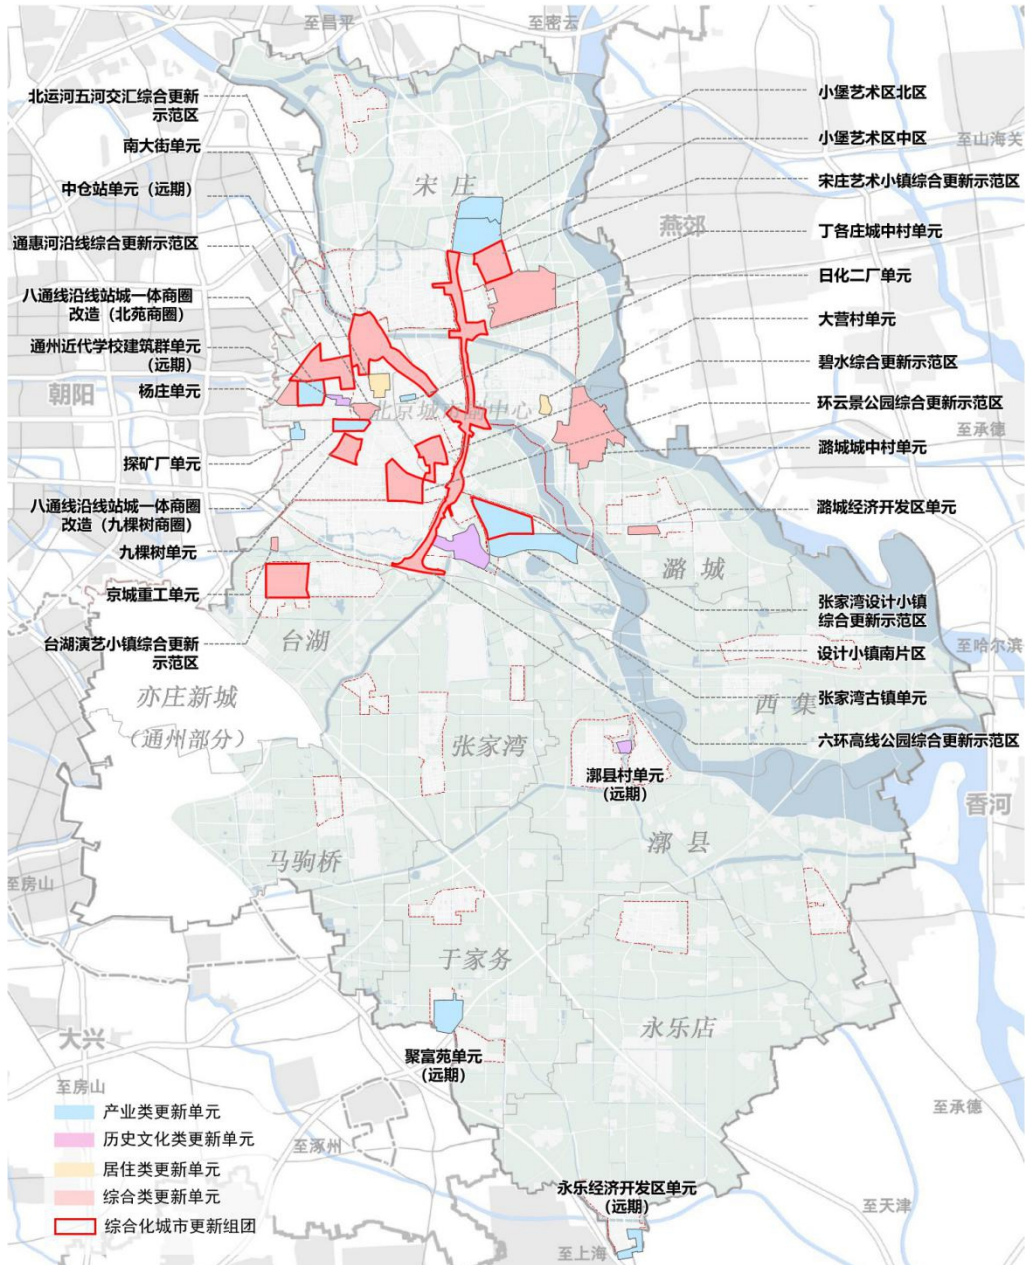 至昌平
至密云
北运河五河交汇综合更新
示范区
南大街单元
中仓站单元（远期）
通惠河沿线综合更新示范区
八通线沿线站城一体商圈
改造（北苑商圈）
通州近代学校建筑群单元
（远期）
朝阳
杨庄单元
探矿厂单元
八通线沿线站城一体商圈
改造（九棵树商圈）
九棵树单元
京城重工单元
台湖演艺小镇综合更新
示范区
小堡艺术区北区
小堡艺术区中区
至山海关
宋庄艺术小镇综合更新示范区
宋庄
燕郊
丁各庄城中村单元
日化二厂单元
大营村单元
碧水综合更新示范区
环云景公园综合更新示范区
北京城市副中心
至承德
潞城城中村单元
潞城经济开发区单元
潞城
张家湾设计小镇
综合更新示范区
设计小镇南片区
至哈尔滨
张家湾古镇单元
六环高线公园综合更新示范区
台湖
亦庄新城
（通州部分）
西集
张家湾
漷县村单元
（远期）
香河
马驹桥
漷县
至房山
于家务
永乐店
大兴
聚富苑单元
（远期）
至房山
至承德
至涿州
永乐经济开发区单元
（远期）
至天津
至上海
产业类更新单元
历史文化类更新单元
居住类更新单元
综合类更新单元
综合化城市更新组团